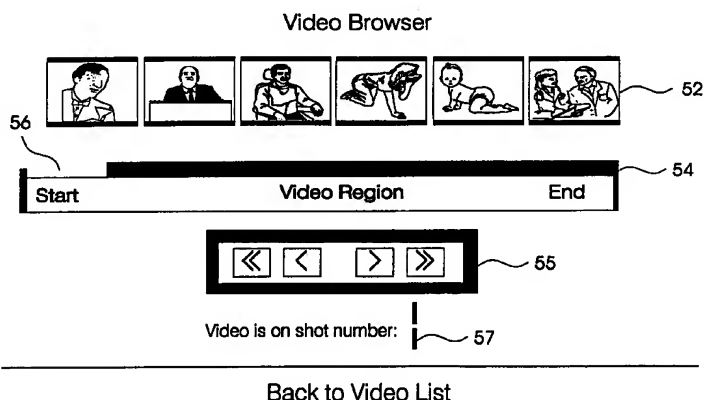 Video Browser
52
56
54
Start Video Region End
« < > »
55
Video is on shot number:
57
Back to Video List